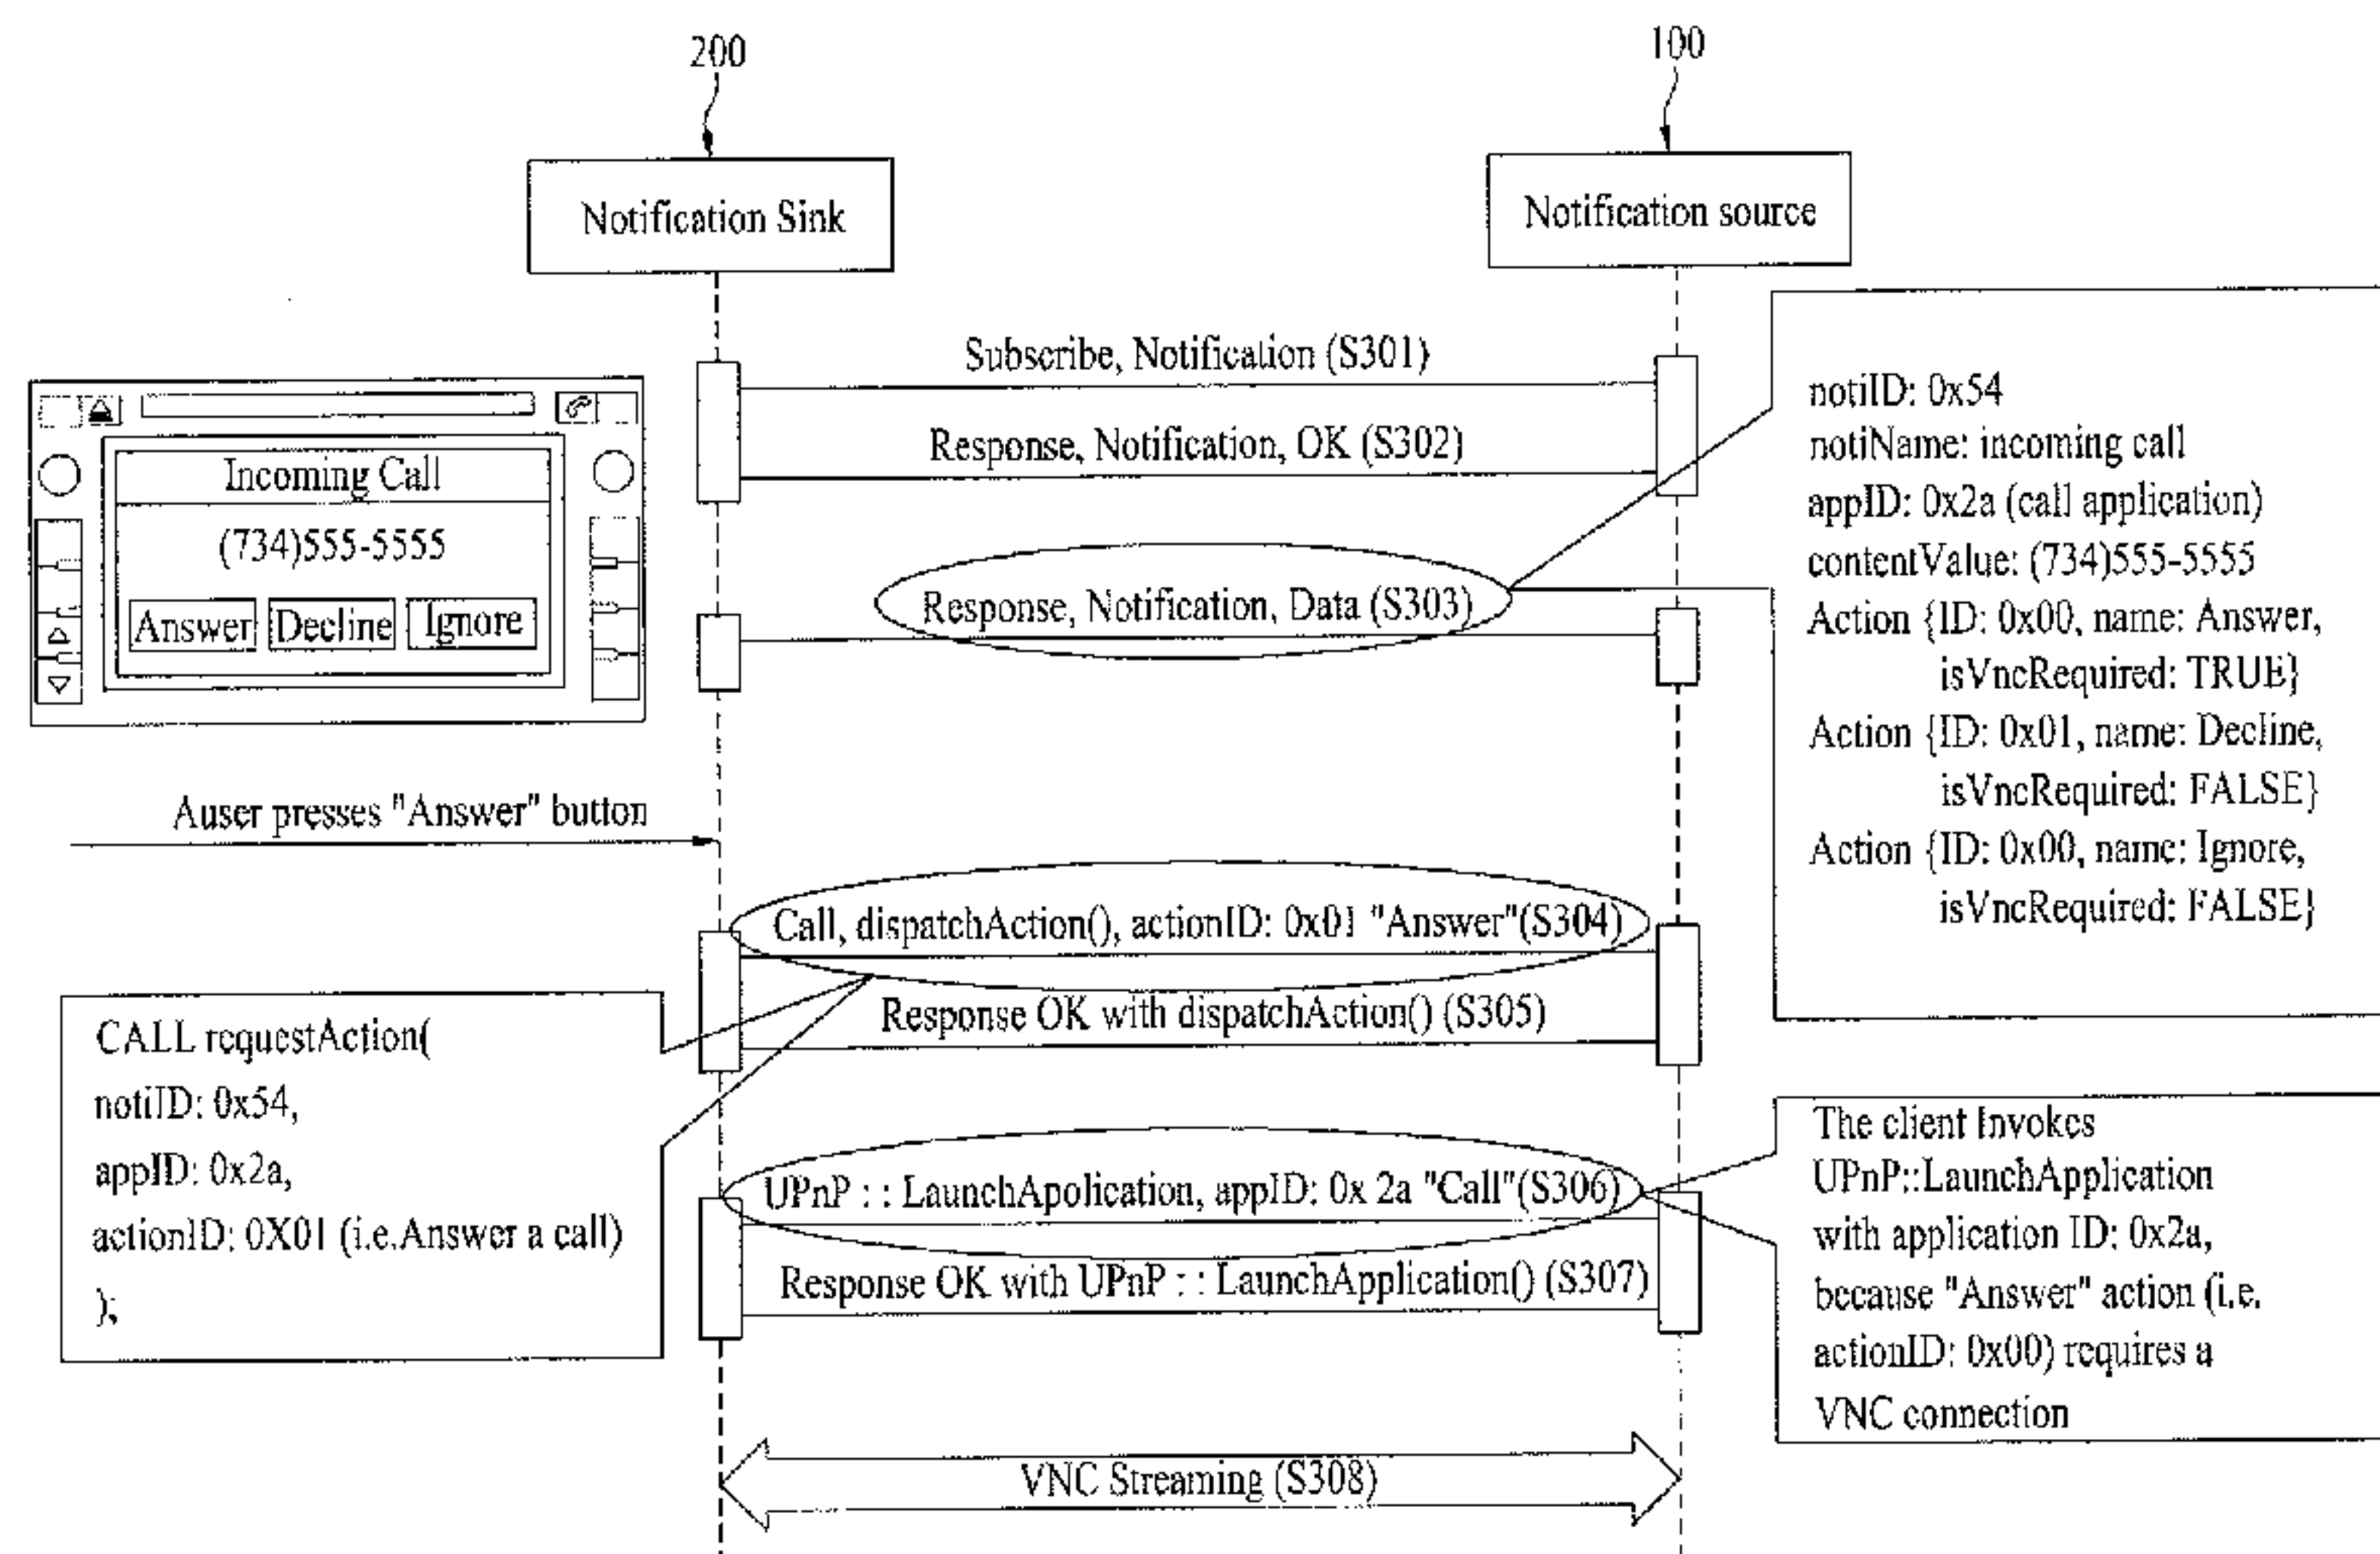 200
100
Notification Sink
Notification source
Subscribe, Notification (S301)
Response, Notification, OK (S302)
Response, Notification, Data (S303)
Incoming Call
(734)555-5555
Answer Decline Ignore
notiID: 0x54
notiName: incoming call
appID: 0x2a (call application)
contentValue: (734)555-5555
Action {ID: 0x00, name: Answer,
isVncRequired: TRUE}
Action {ID: 0x01, name: Decline,
isVncRequired: FALSE}
Action {ID: 0x00, name: Ignore,
isVncRequired: FALSE}
Auser presses "Answer" button
Call, dispatchAction(), actionID: 0x01 "Answer"(S304)
Response OK with dispatchAction() (S305)
CALL requestAction(
notiID: 0x54,
appID: 0x2a,
actionID: 0X01 (i.e.Answer a call)
);
UPnP : : LaunchApolication, appID: 0x 2a "Call"(S306)
Response OK with UPnP : : LaunchApplication() (S307)
The client Invokes
UPnP::LaunchApplication
with application ID: 0x2a,
because "Answer" action (i.e.
actionID: 0x00) requires a
VNC connection
VNC Streaming (S308)